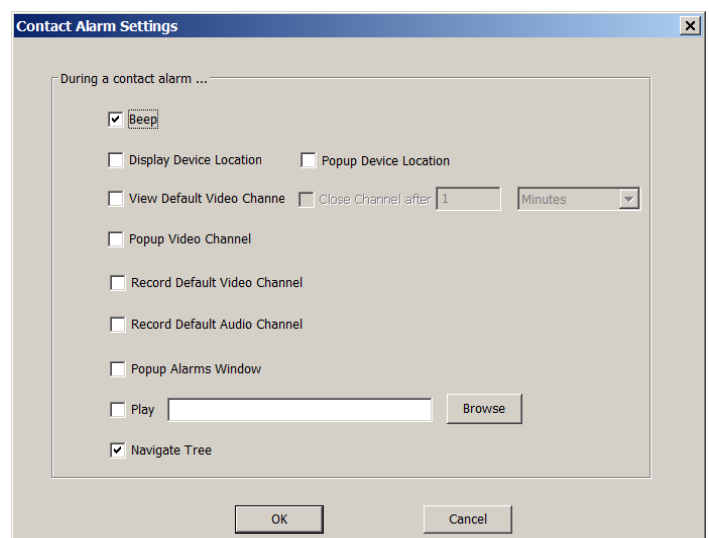 Contact Alarm Settings
During a contact alarm ...
Beep
Display Device Location Popup Device Location
View Default Video Channe Close Channel after 1 Minutes
Popup Video Channel
Record Default Video Channel
Record Default Audio Channel
Popup Alarms Window
Play Browse
Navigate Tree
OK Cancel